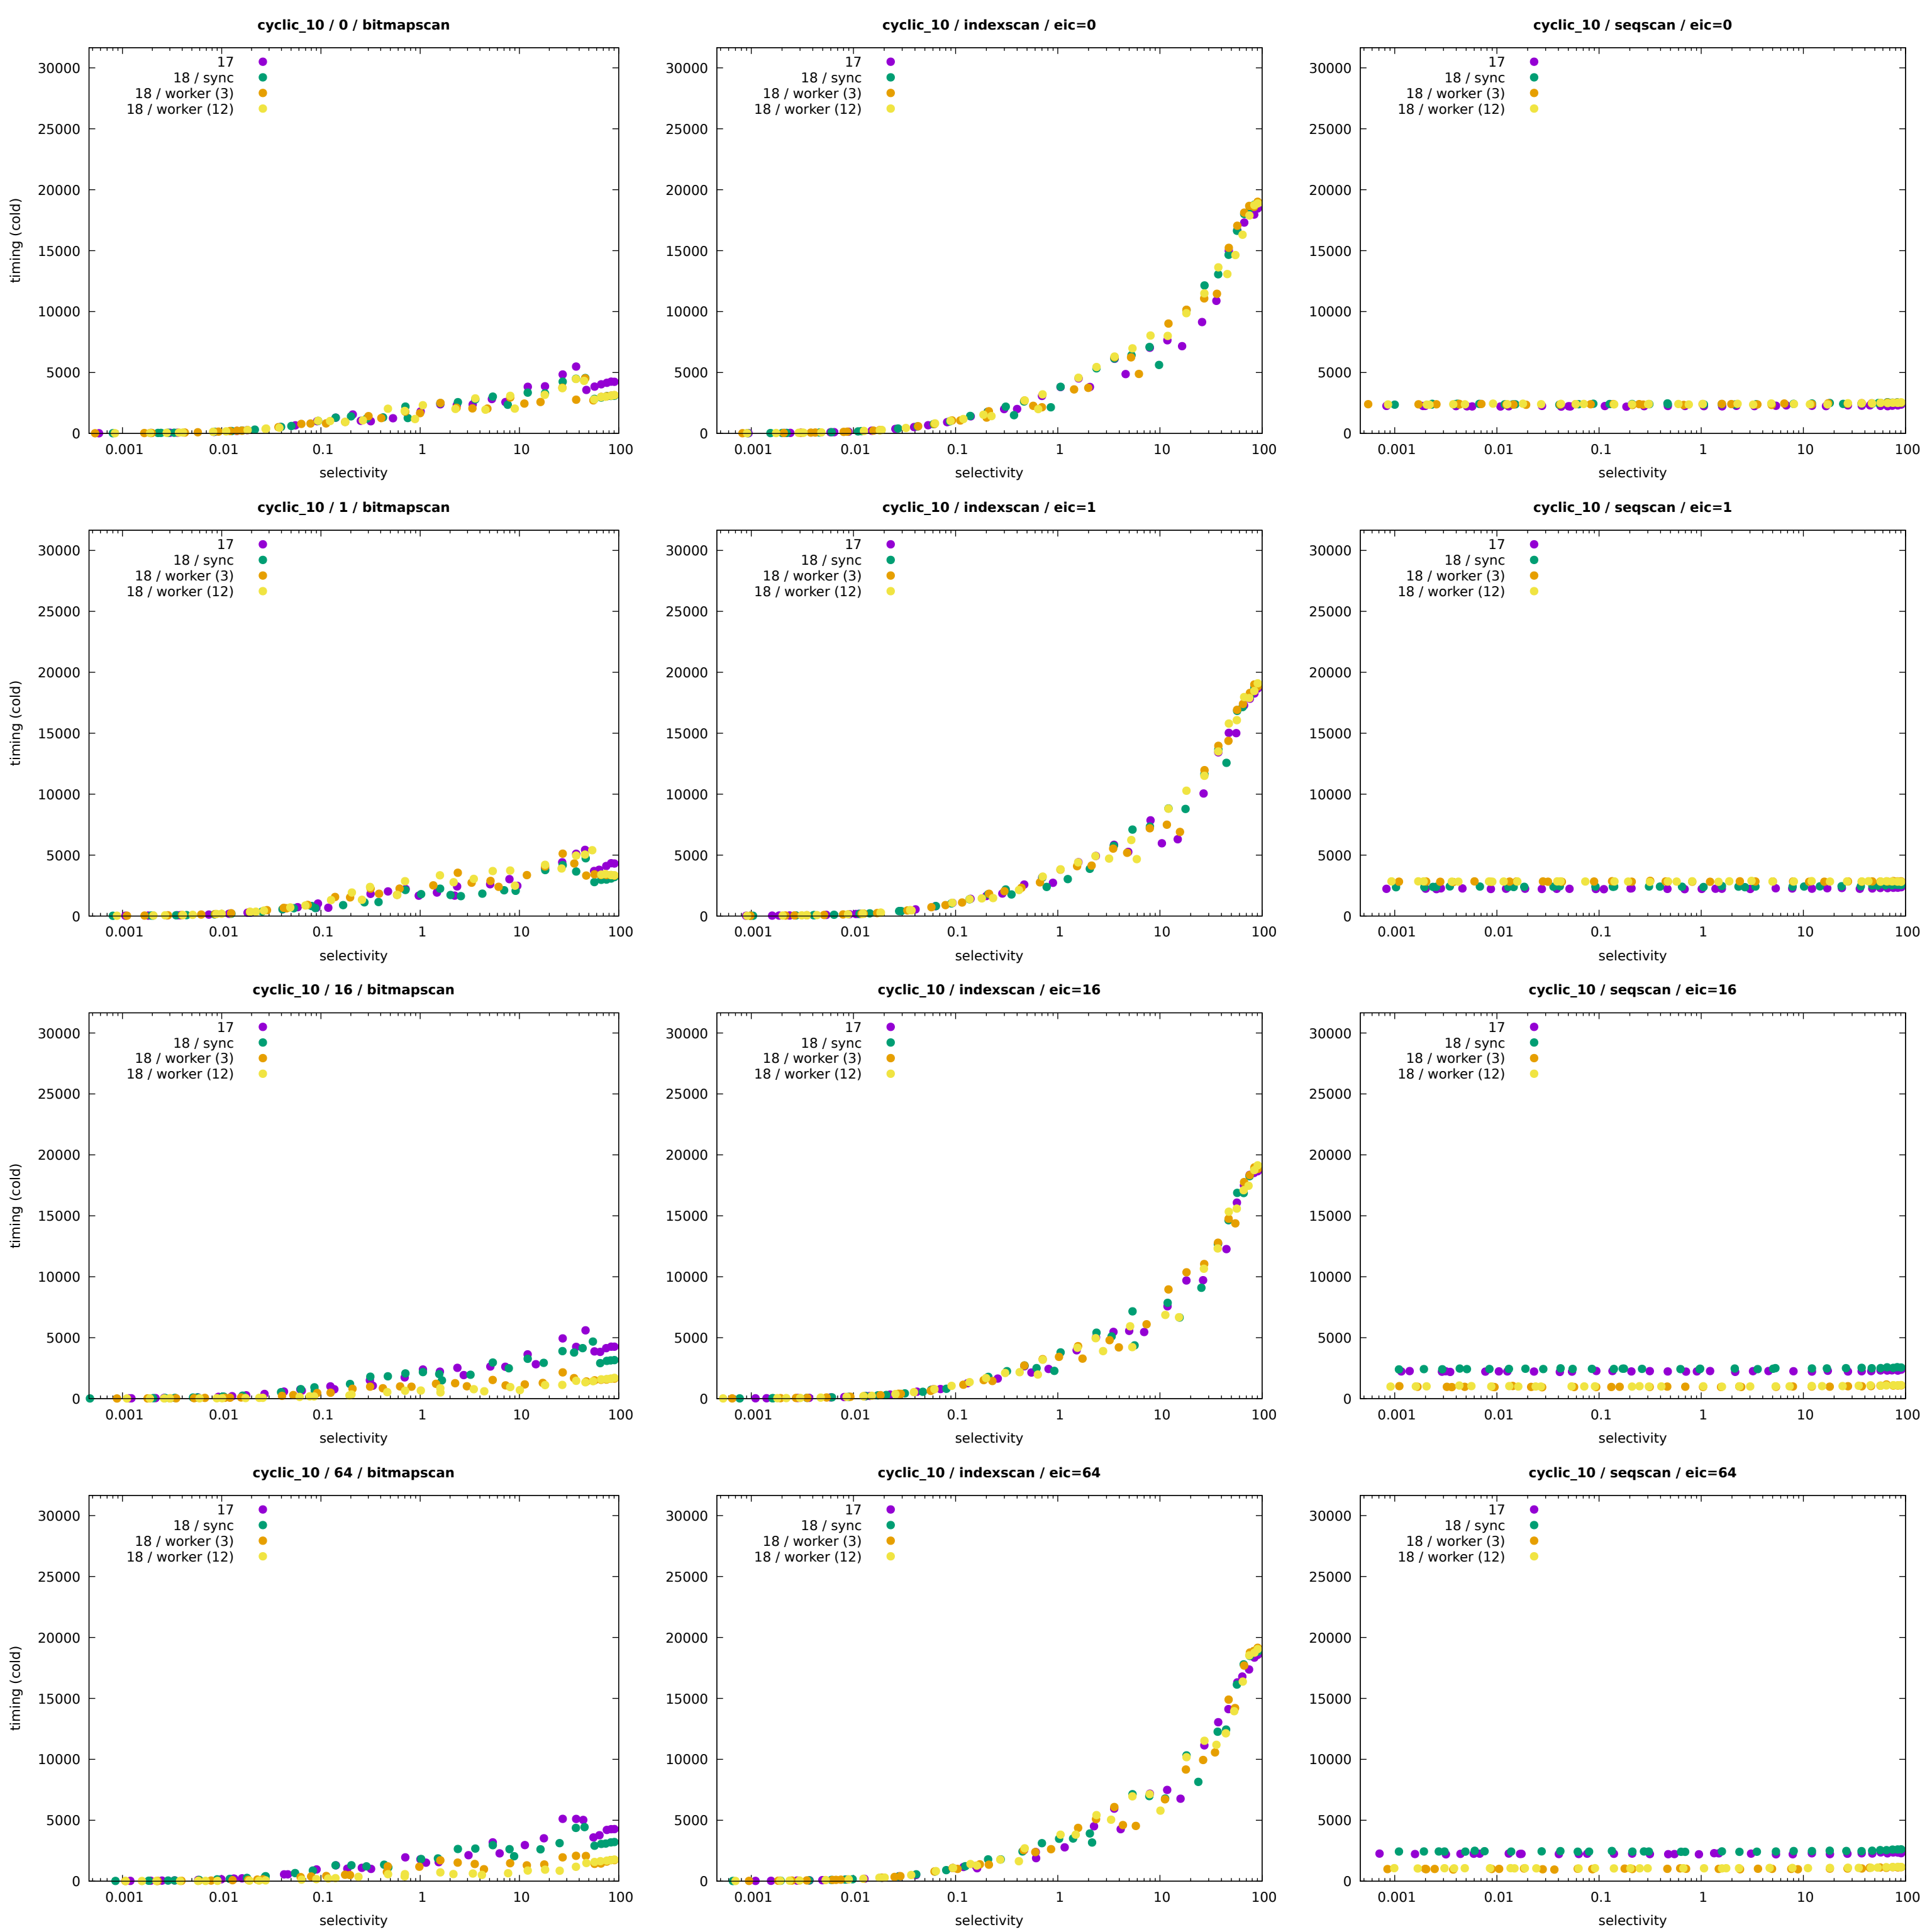 cyclic_10 / 0 / bitmapscan
timing (cold)
30000
25000
20000
15000
10000
5000
0
17
18 / sync
18 / worker (3)
18 / worker (12)
0.001 0.01 0.1 1 10 100
selectivity
cyclic_10 / indexscan / eic=0
30000
25000
20000
15000
10000
5000
0
17
18 / sync
18 / worker (3)
18 / worker (12)
0.001 0.01 0.1 1 10 100
selectivity
cyclic_10 / seqscan / eic=0
30000
25000
20000
15000
10000
5000
0
17
18 / sync
18 / worker (3)
18 / worker (12)
0.001 0.01 0.1 1 10 100
selectivity
cyclic_10 / 1 / bitmapscan
timing (cold)
30000
25000
20000
15000
10000
5000
0
17
18 / sync
18 / worker (3)
18 / worker (12)
0.001 0.01 0.1 1 10 100
selectivity
cyclic_10 / indexscan / eic=1
30000
25000
20000
15000
10000
5000
0
17
18 / sync
18 / worker (3)
18 / worker (12)
0.001 0.01 0.1 1 10 100
selectivity
cyclic_10 / seqscan / eic=1
30000
25000
20000
15000
10000
5000
0
17
18 / sync
18 / worker (3)
18 / worker (12)
0.001 0.01 0.1 1 10 100
selectivity
cyclic_10 / 16 / bitmapscan
timing (cold)
30000
25000
20000
15000
10000
5000
0
17
18 / sync
18 / worker (3)
18 / worker (12)
0.001 0.01 0.1 1 10 100
selectivity
cyclic_10 / indexscan / eic=16
30000
25000
20000
15000
10000
5000
0
17
18 / sync
18 / worker (3)
18 / worker (12)
0.001 0.01 0.1 1 10 100
selectivity
cyclic_10 / seqscan / eic=16
30000
25000
20000
15000
10000
5000
0
17
18 / sync
18 / worker (3)
18 / worker (12)
0.001 0.01 0.1 1 10 100
selectivity
cyclic_10 / 64 / bitmapscan
timing (cold)
30000
25000
20000
15000
10000
5000
0
17
18 / sync
18 / worker (3)
18 / worker (12)
0.001 0.01 0.1 1 10 100
selectivity
cyclic_10 / indexscan / eic=64
30000
25000
20000
15000
10000
5000
0
17
18 / sync
18 / worker (3)
18 / worker (12)
0.001 0.01 0.1 1 10 100
selectivity
cyclic_10 / seqscan / eic=64
30000
25000
20000
15000
10000
5000
0
17
18 / sync
18 / worker (3)
18 / worker (12)
0.001 0.01 0.1 1 10 100
selectivity